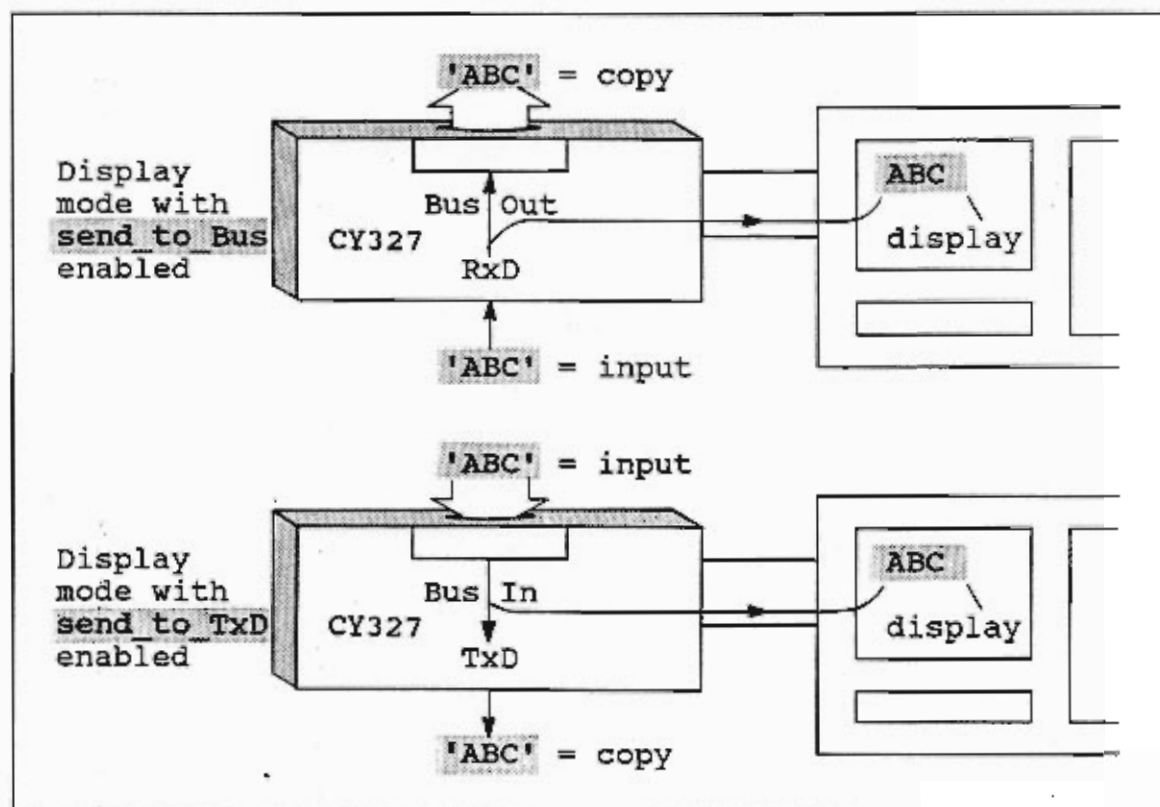 'ABC' = copy
Display
mode with
send_to_Bus
enabled
Bus Out
CY327
RxD
ABC
display
'ABC' = input
'ABC' = input
Display
mode with
send_to_TxD
enabled
Bus In
CY327
TxD
ABC
display
'ABC' = copy